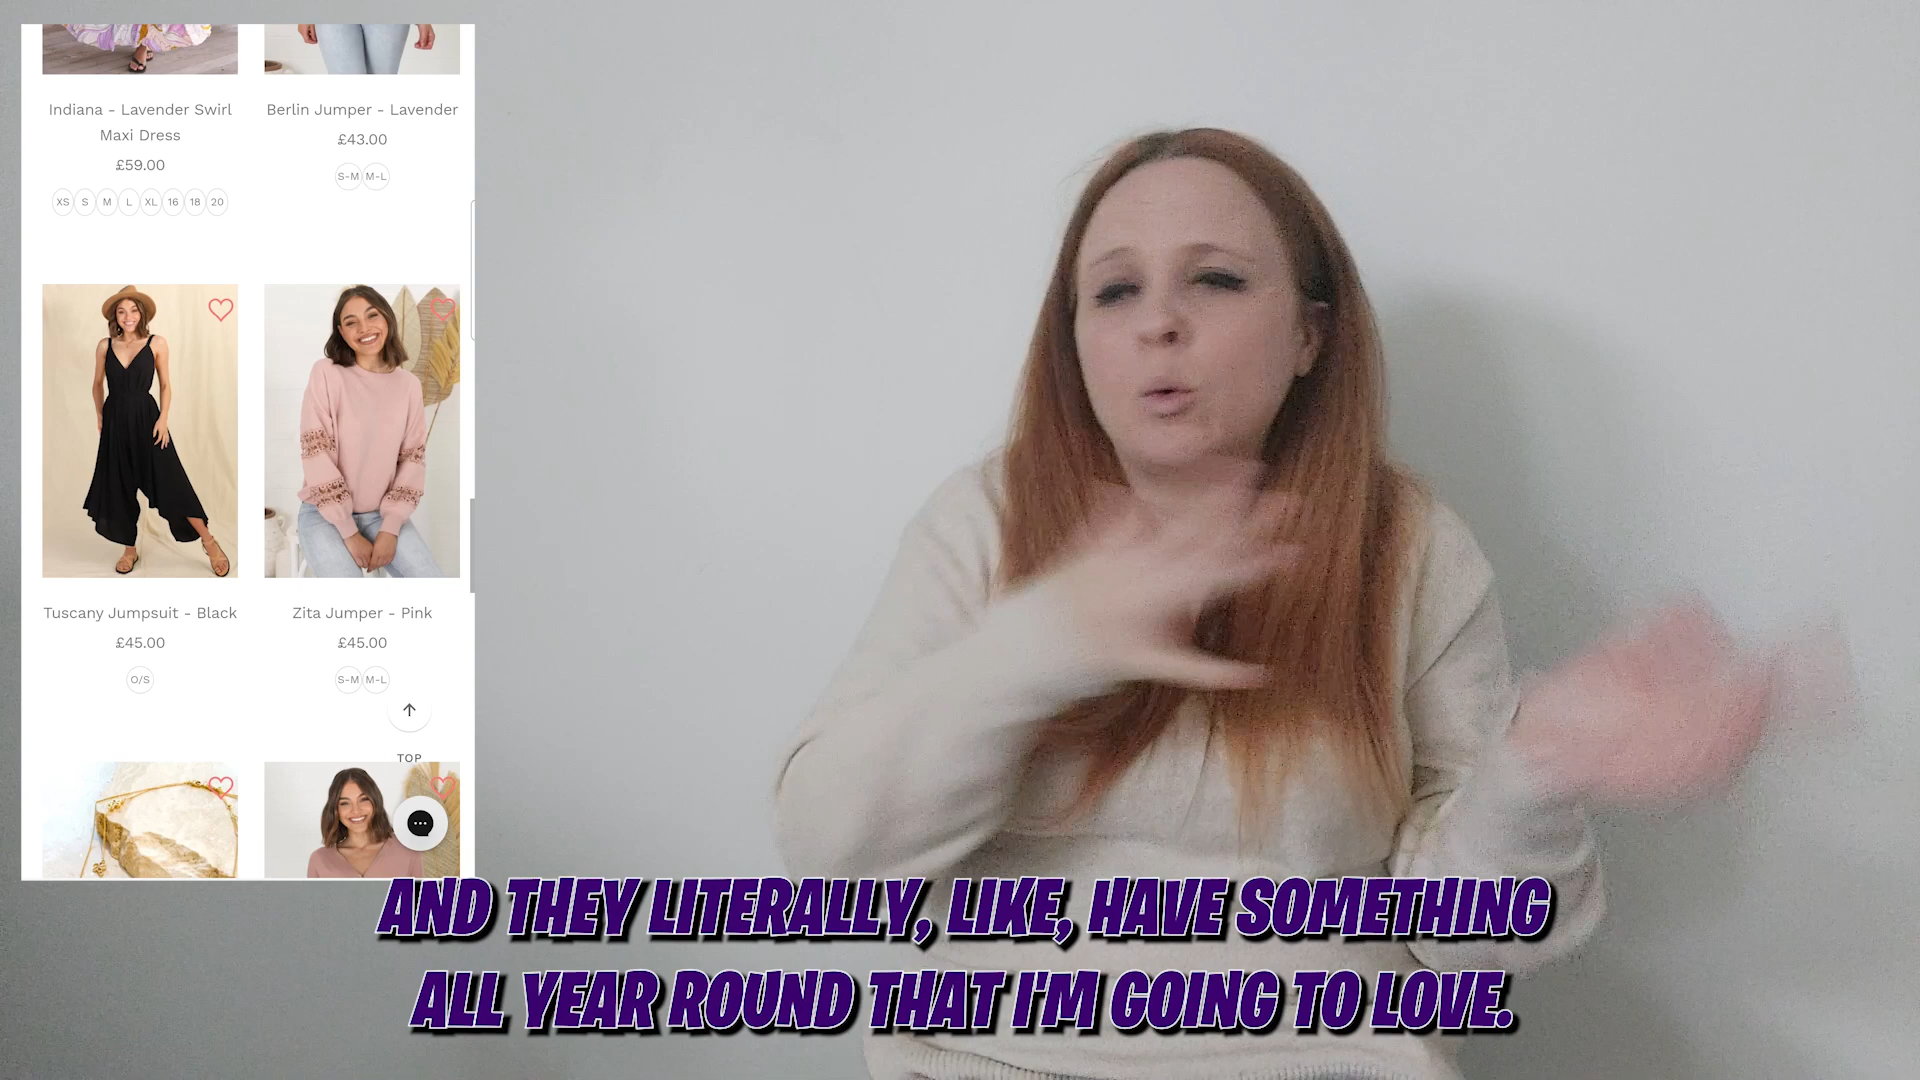 Indiana - Lavender Swirl
Maxi Dress
£59.00
XS S M L XL 16 18 20
Berlin Jumper - Lavender
£43.00
S-M M-L
Tuscany Jumpsuit - Black
£45.00
O/S
Zita Jumper - Pink
£45.00
S-M M-L
TOP
AND THEY LITERALLY, LIKE, HAVE SOMETHING
ALL YEAR ROUND THAT I'M GOING TO LOVE.